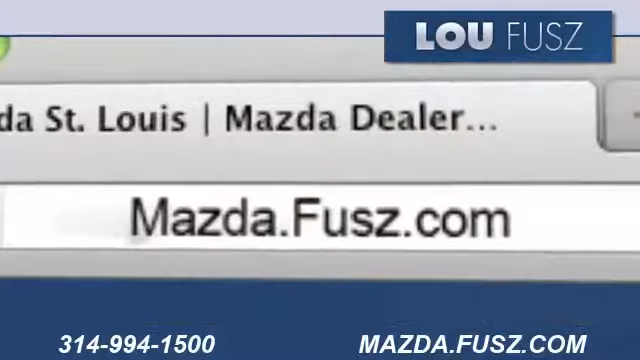 LOU FUSZ
da St. Louis | Mazda Dealer...
Mazda.Fusz.com
314-994-1500
MAZDA.FUSZ.COM